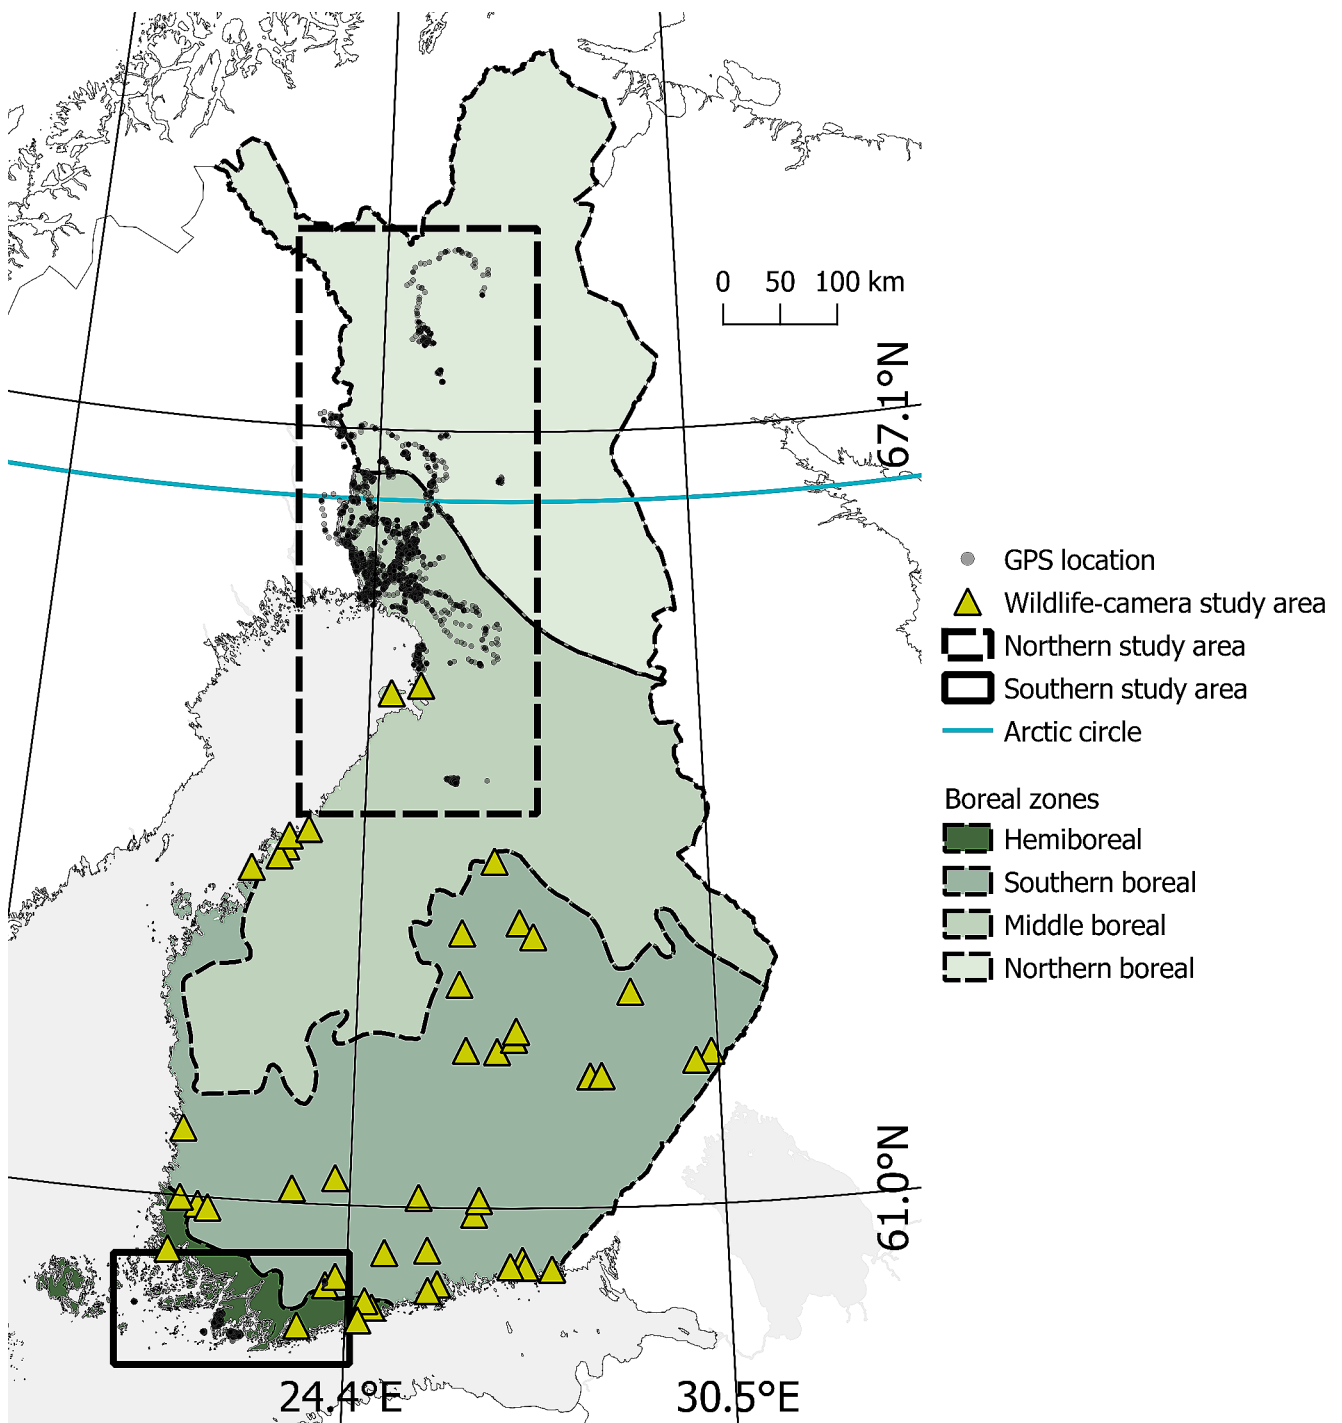 0 50 100 km
67.1°N
GPS location
Wildlife-camera study area
Northern study area
Southern study area
Arctic circle
Boreal zones
Hemiboreal
Southern boreal
Middle boreal
Northern boreal
61.0°N
24.4°E 30.5°E